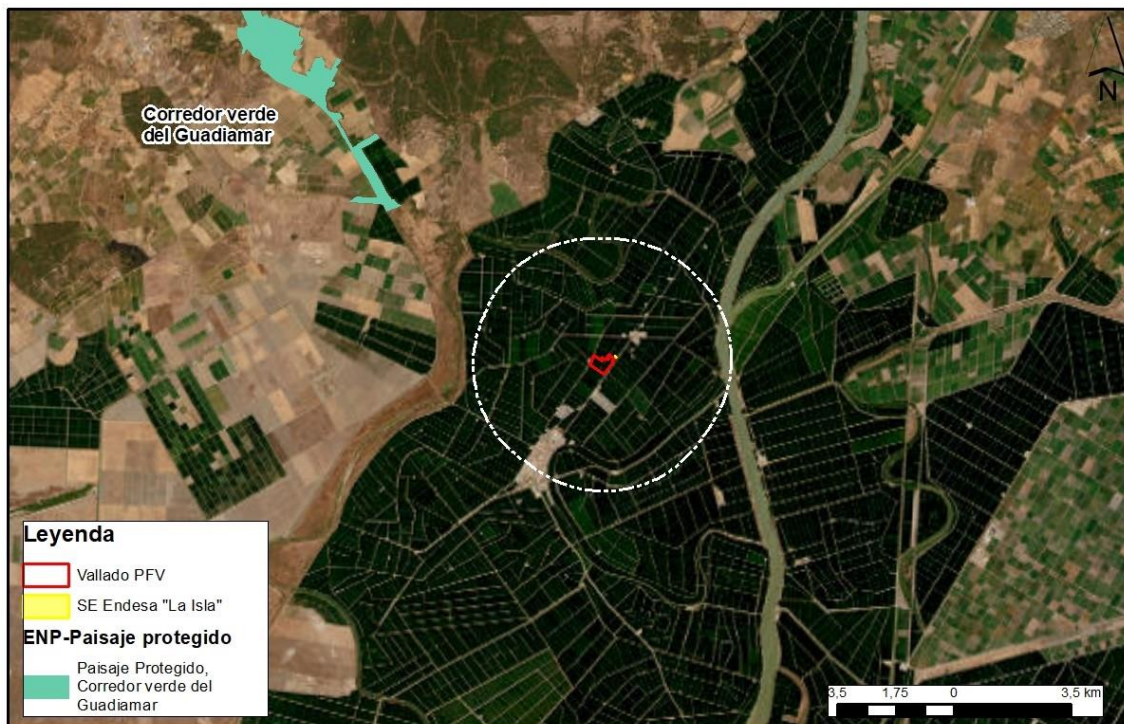 Corredor verde
del Guadiamar
N
Leyenda
Vallado PFV
SE Endesa "La Isla"
ENP-Paisaje protegido
Paisaje Protegido,
Corredor verde del
Guadiamar
3,5 1,75 0 3,5 km